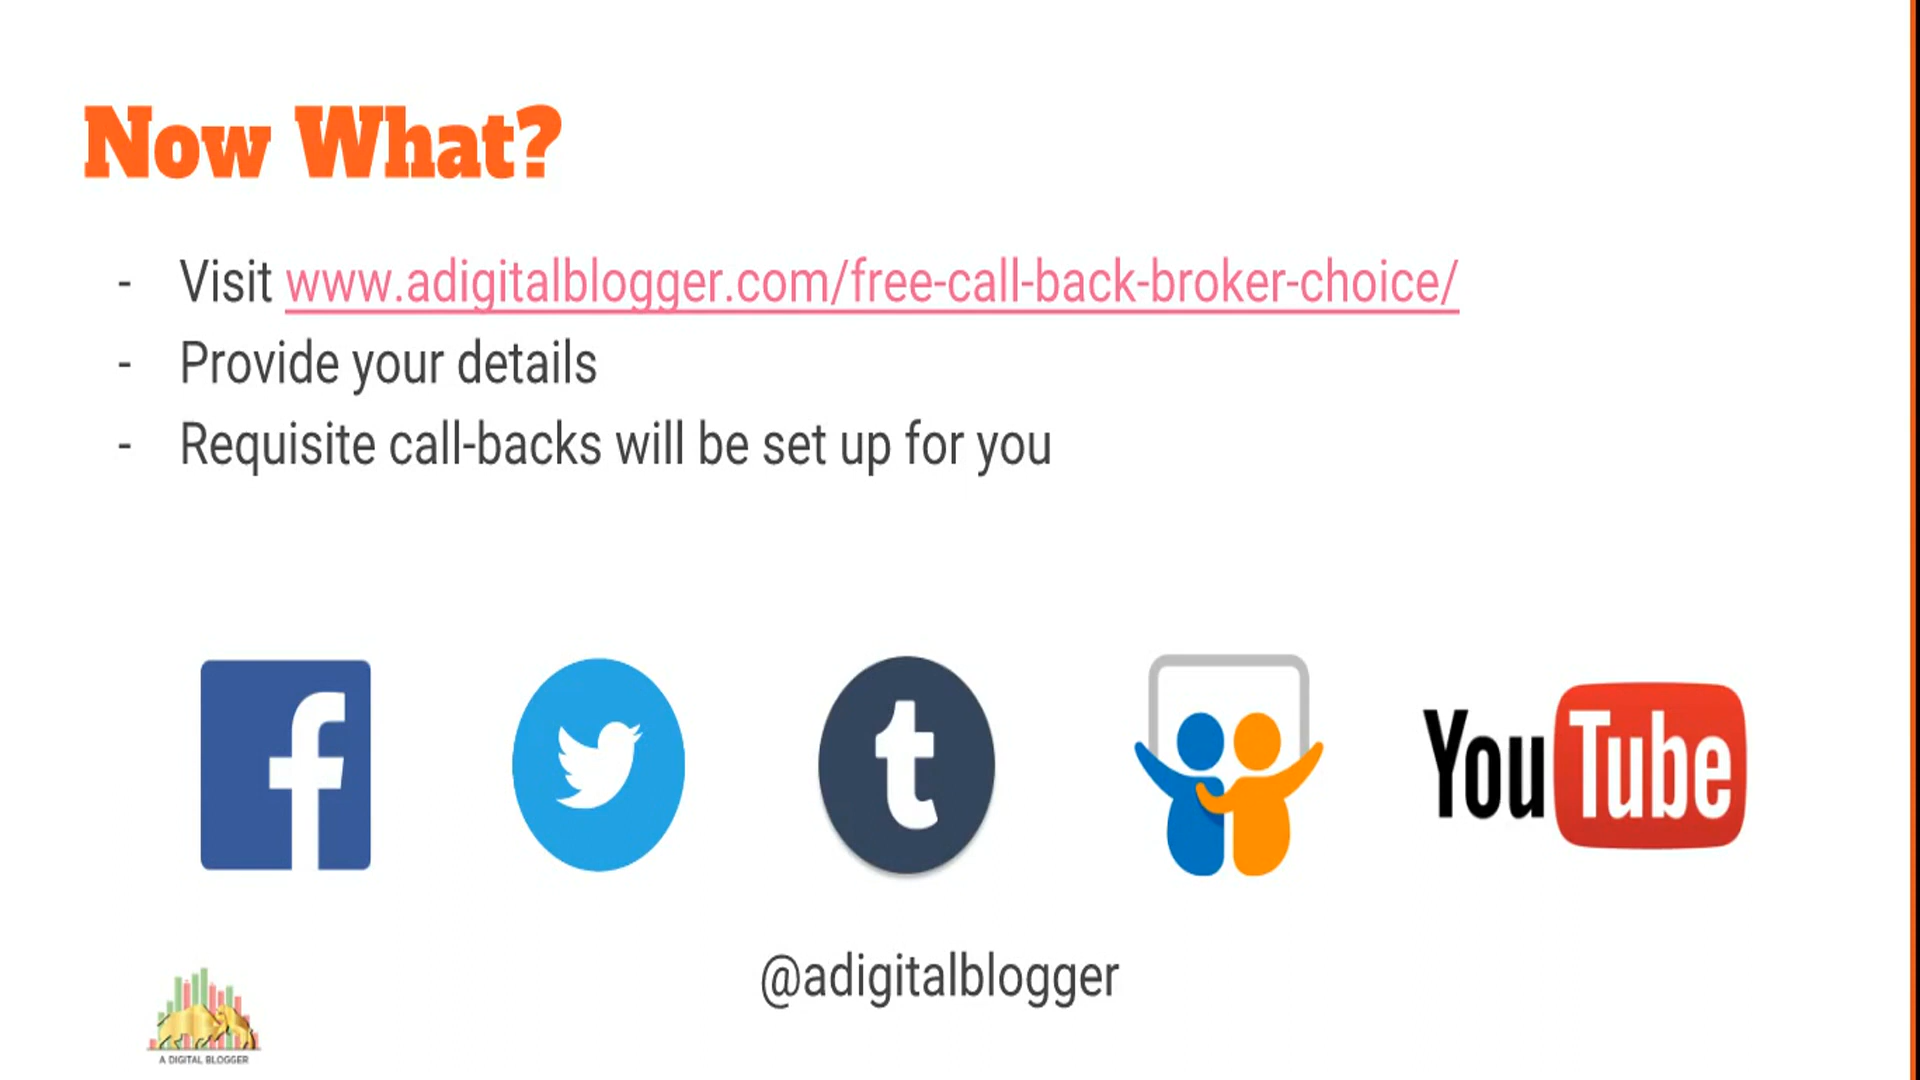 Now What?
- Visit www.adigitalblogger.com/free-call-back-broker-choice/
- Provide your details
- Requisite call-backs will be set up for you
f
t
YouTube
@adigitalblogger
A DIGITAL BLOGGER